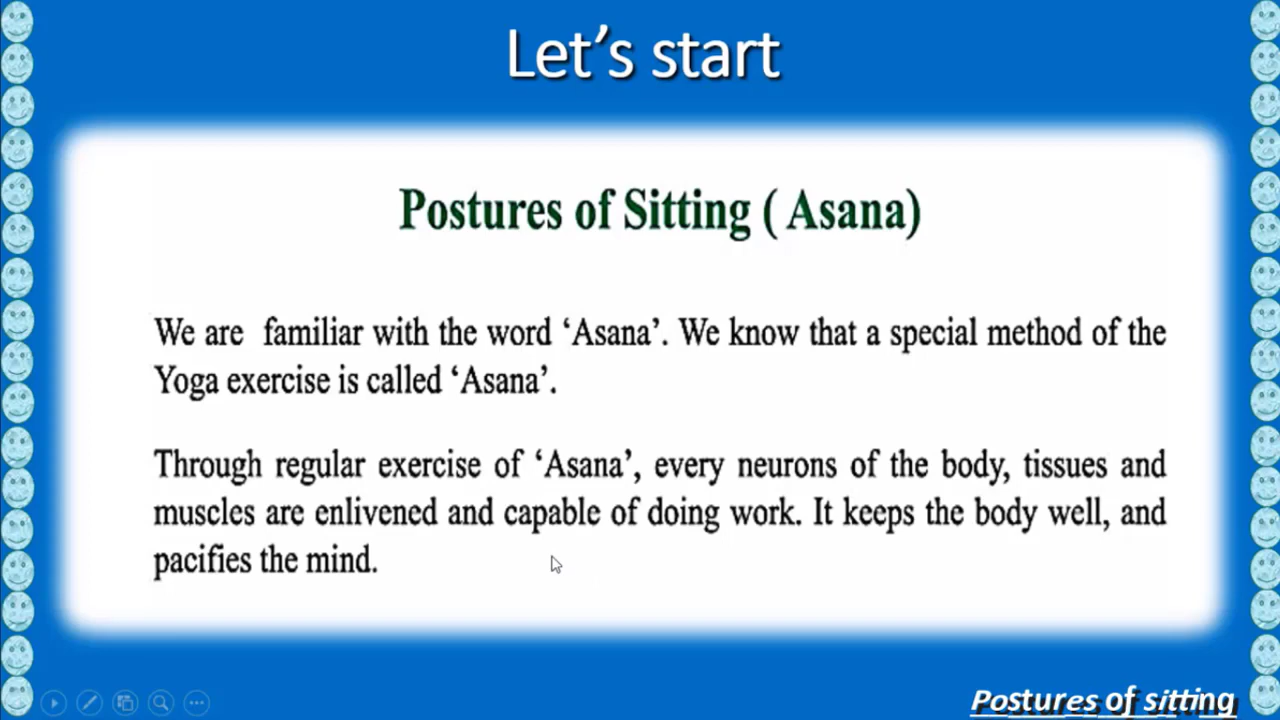 Let's start
Postures of Sitting ( Asana)
We are familiar with the word ‘Asana’. We know that a special method of the
Yoga exercise is called ‘Asana’.
Through regular exercise of ‘Asana’, every neurons of the body, tissues and
muscles are enlivened and capable of doing work. It keeps the body well, and
pacifies the mind.
Postures of sitting